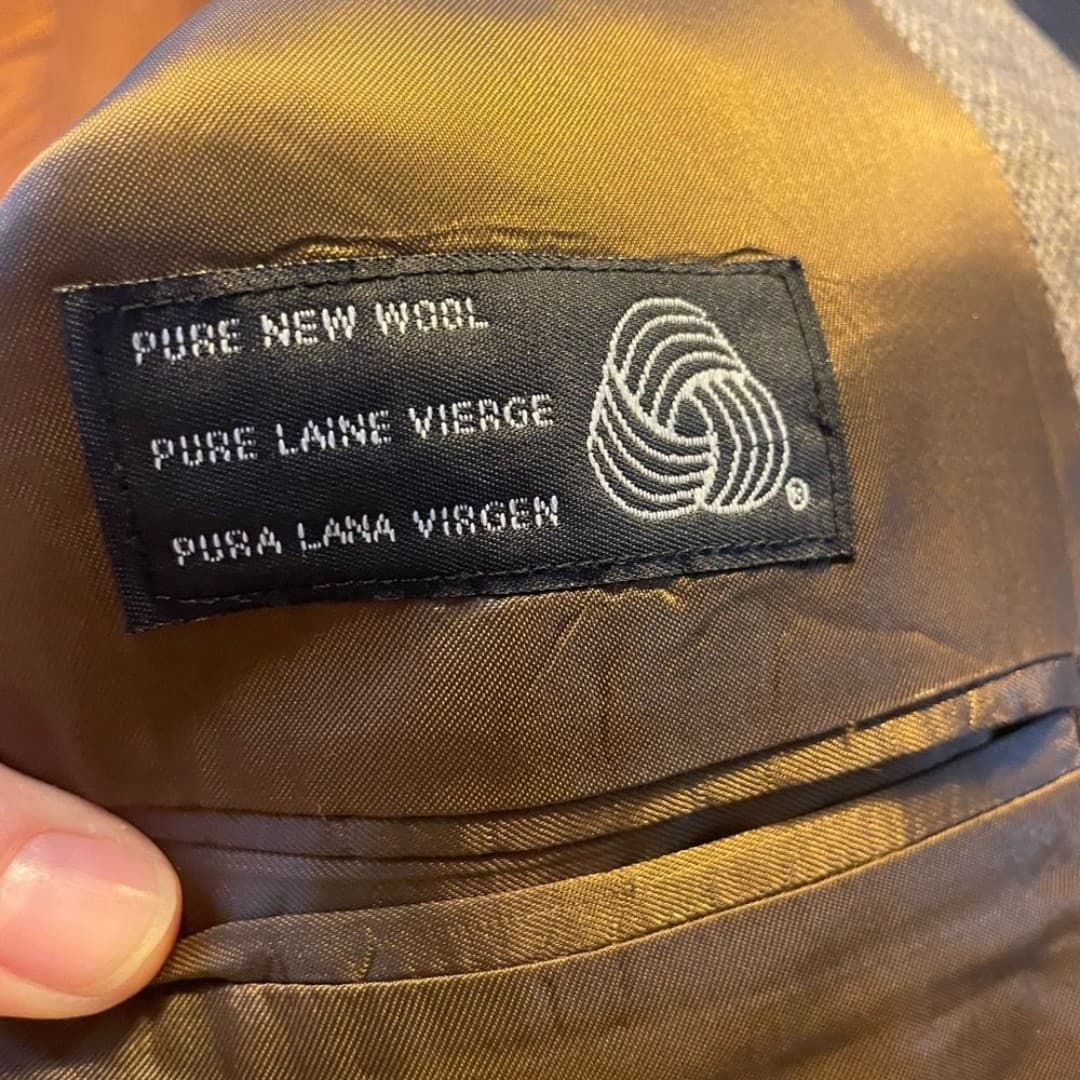 PURE NEW WOOL
PURE LAINE VIERGE
PURA LANA VIRGEN
®